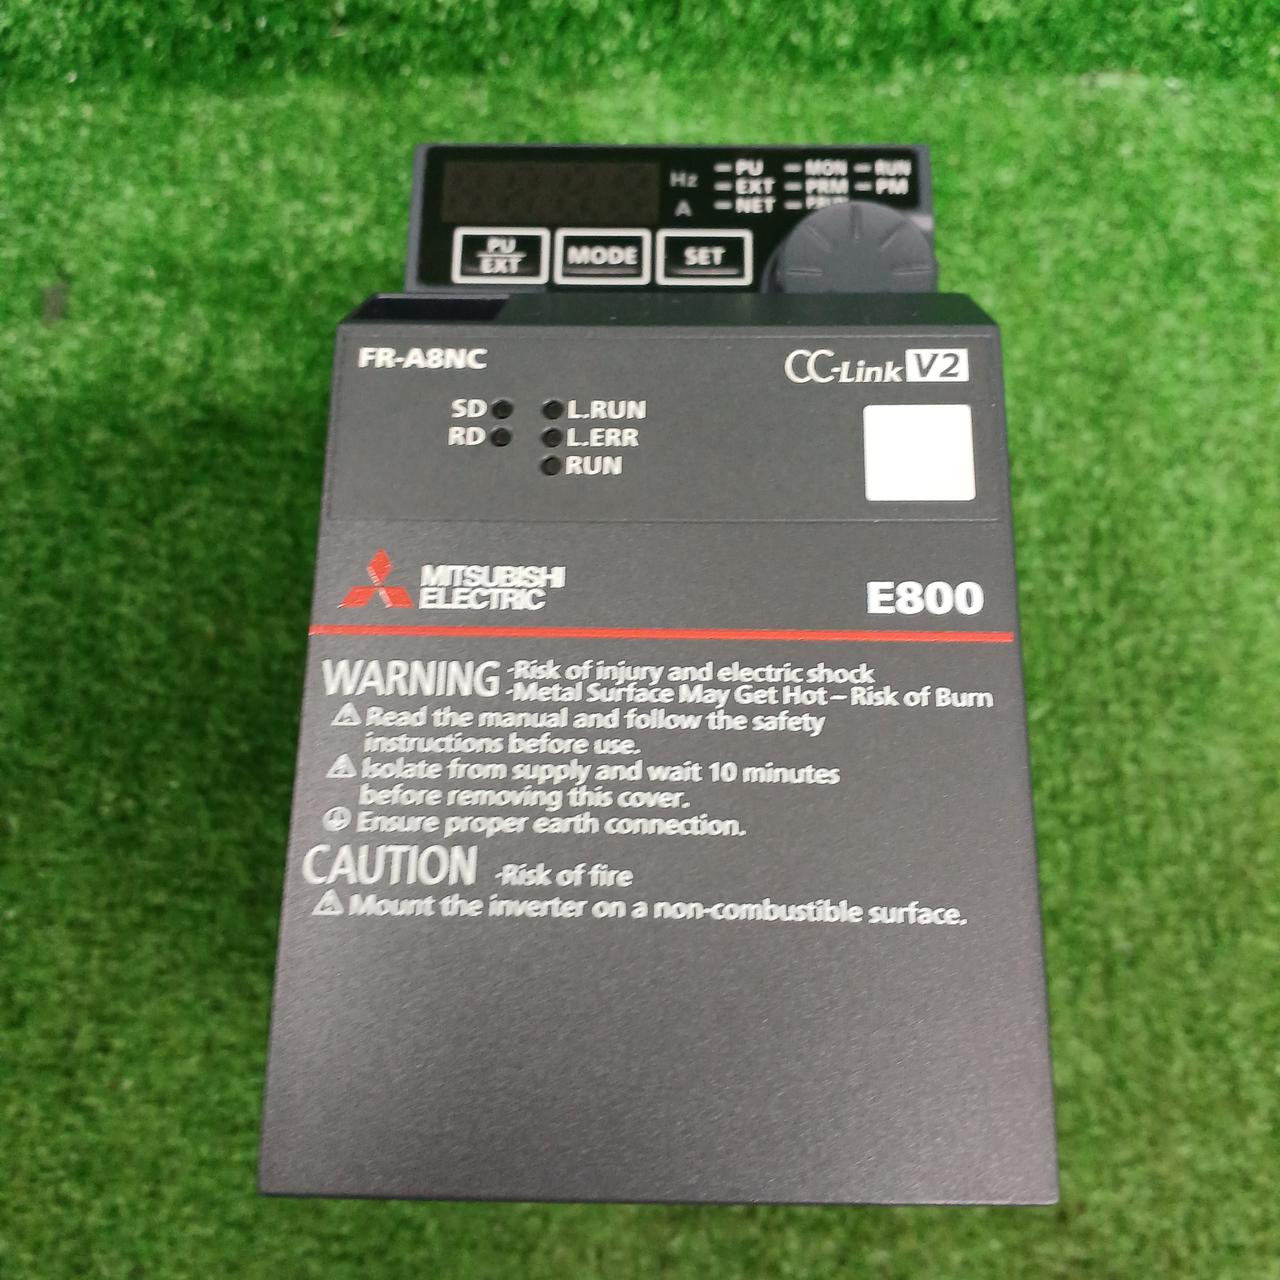 Hz - PU - MON - RUN
- EXT - PRM - PM
A - NET
PU
EXT
MODE
SET
FR-A8NC
CC-Link V2
SD L.RUN
RD L.ERR
RUN
MITSUBISHI
ELECTRIC
E800
WARNING -Risk of injury and electric shock
-Metal Surface May Get Hot – Risk of Burn
Read the manual and follow the safety
instructions before use.
Isolate from supply and wait 10 minutes
before removing this cover.
Ensure proper earth connection.
CAUTION -Risk of fire
Mount the inverter on a non-combustible surface.